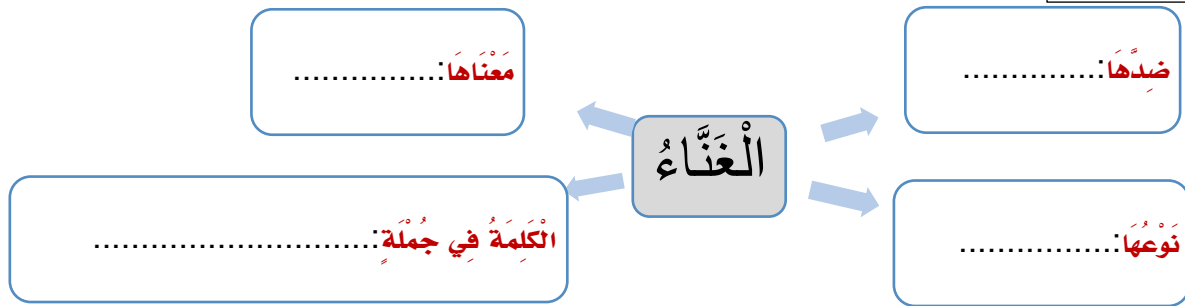 ضِدَّهَا:..............
مَعْنَاهَا:...............
الْغَنَّاءُ
نَوْعُهَا:................
الْكَلِمَةُ فِي جُمْلَةٍ:.............................